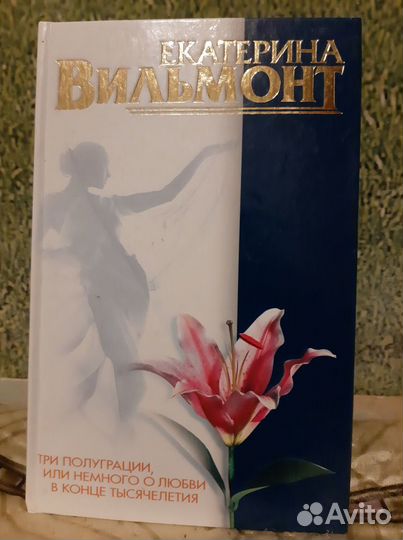 ЕКАТЕРИНА
ВИЛЬМОНТ
ТРИ ПОЛУГРАЦИИ,
ИЛИ НЕМНОГО О ЛЮБВИ
В КОНЦЕ ТЫСЯЧЕЛЕТИЯ
Avito